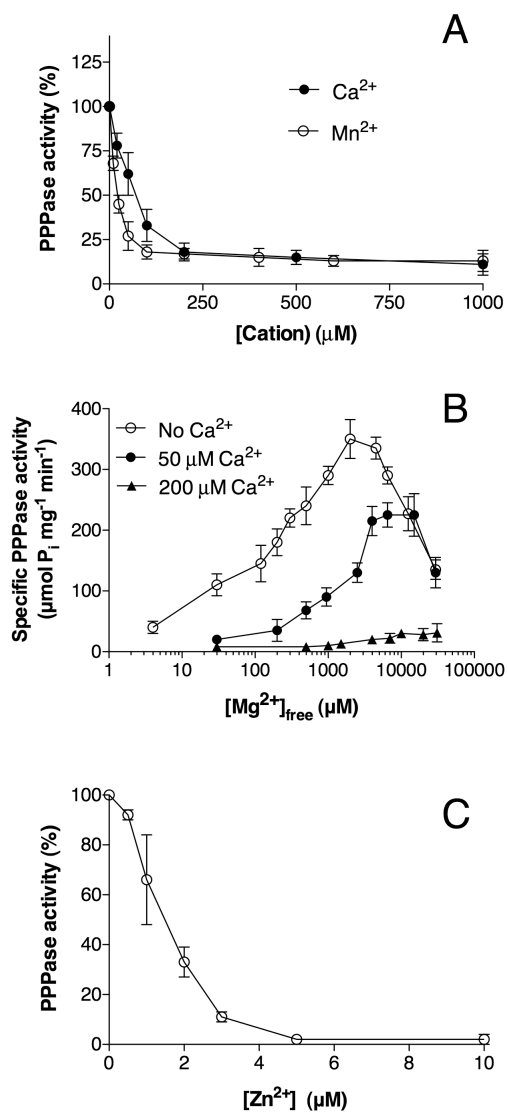 A
125
100
75
50
25
0
PPPase activity (%)
Ca2+
Mn2+
0 250 500 750 1000
[Cation) (µM)
B
400
300
200
100
0
Specific PPPase activity
(µmol Pi mg-1 min-1)
No Ca2+
50 µM Ca2+
200 µM Ca2+
1 10 100 1000 10000 100000
[Mg2+]free (µM)
C
100
80
60
40
20
0
PPPase activity (%)
0 2 4 6 8 10
[Zn2+] (µM)